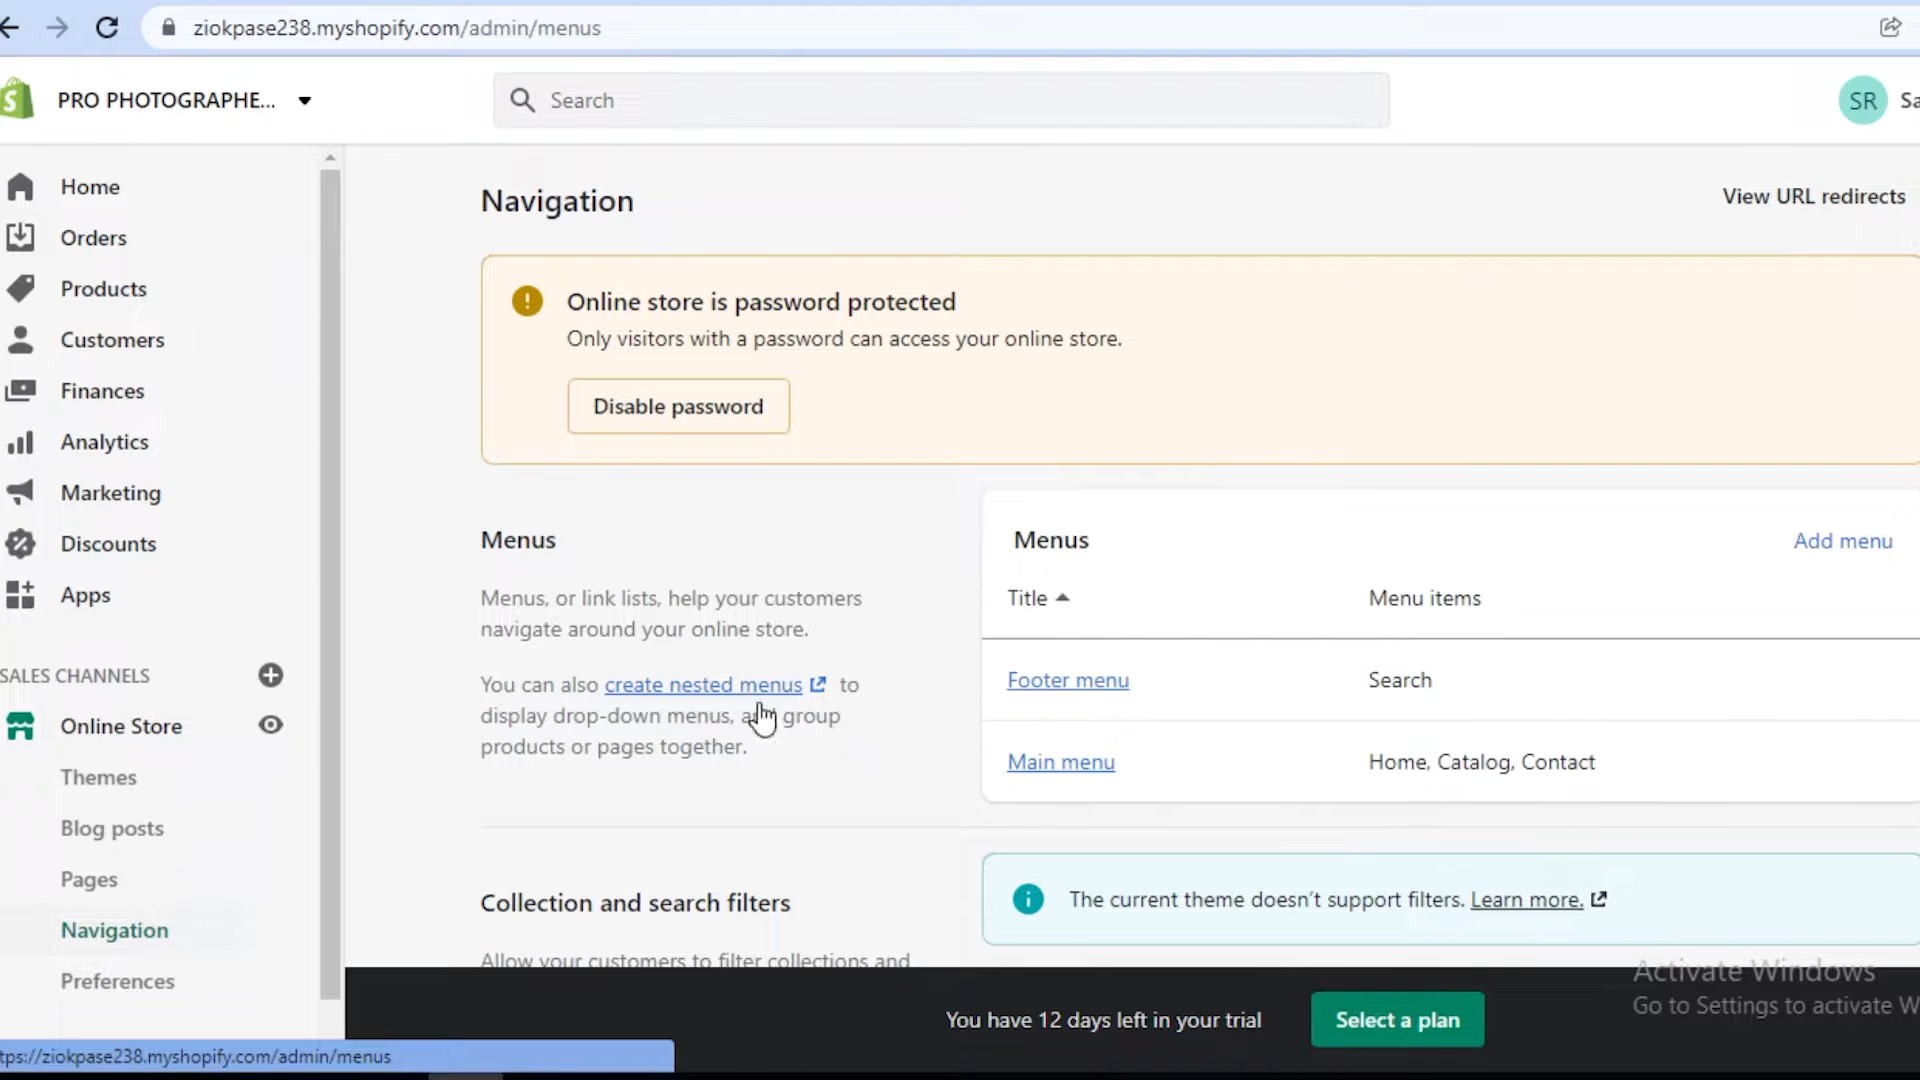 ziokpase238.myshopify.com/admin/menus
PRO PHOTOGRAPHE...
Search
SR
Sa
Home
Orders
Products
Customers
Finances
Analytics
Marketing
Discounts
Apps
SALES CHANNELS
Online Store
Themes
Blog posts
Pages
Navigation
Preferences
Navigation
View URL redirects
Online store is password protected
Only visitors with a password can access your online store.
Disable password
Menus
Menus, or link lists, help your customers
navigate around your online store.
You can also create nested menus to
display drop-down menus, and group
products or pages together.
Menus
Add menu
Title
Menu items
Footer menu
Search
Main menu
Home, Catalog, Contact
Collection and search filters
Allow your customers to filter collections and
The current theme doesn't support filters. Learn more.
Activate Windows
Go to Settings to activate W
You have 12 days left in your trial
Select a plan
tps://ziokpase238.myshopify.com/admin/menus